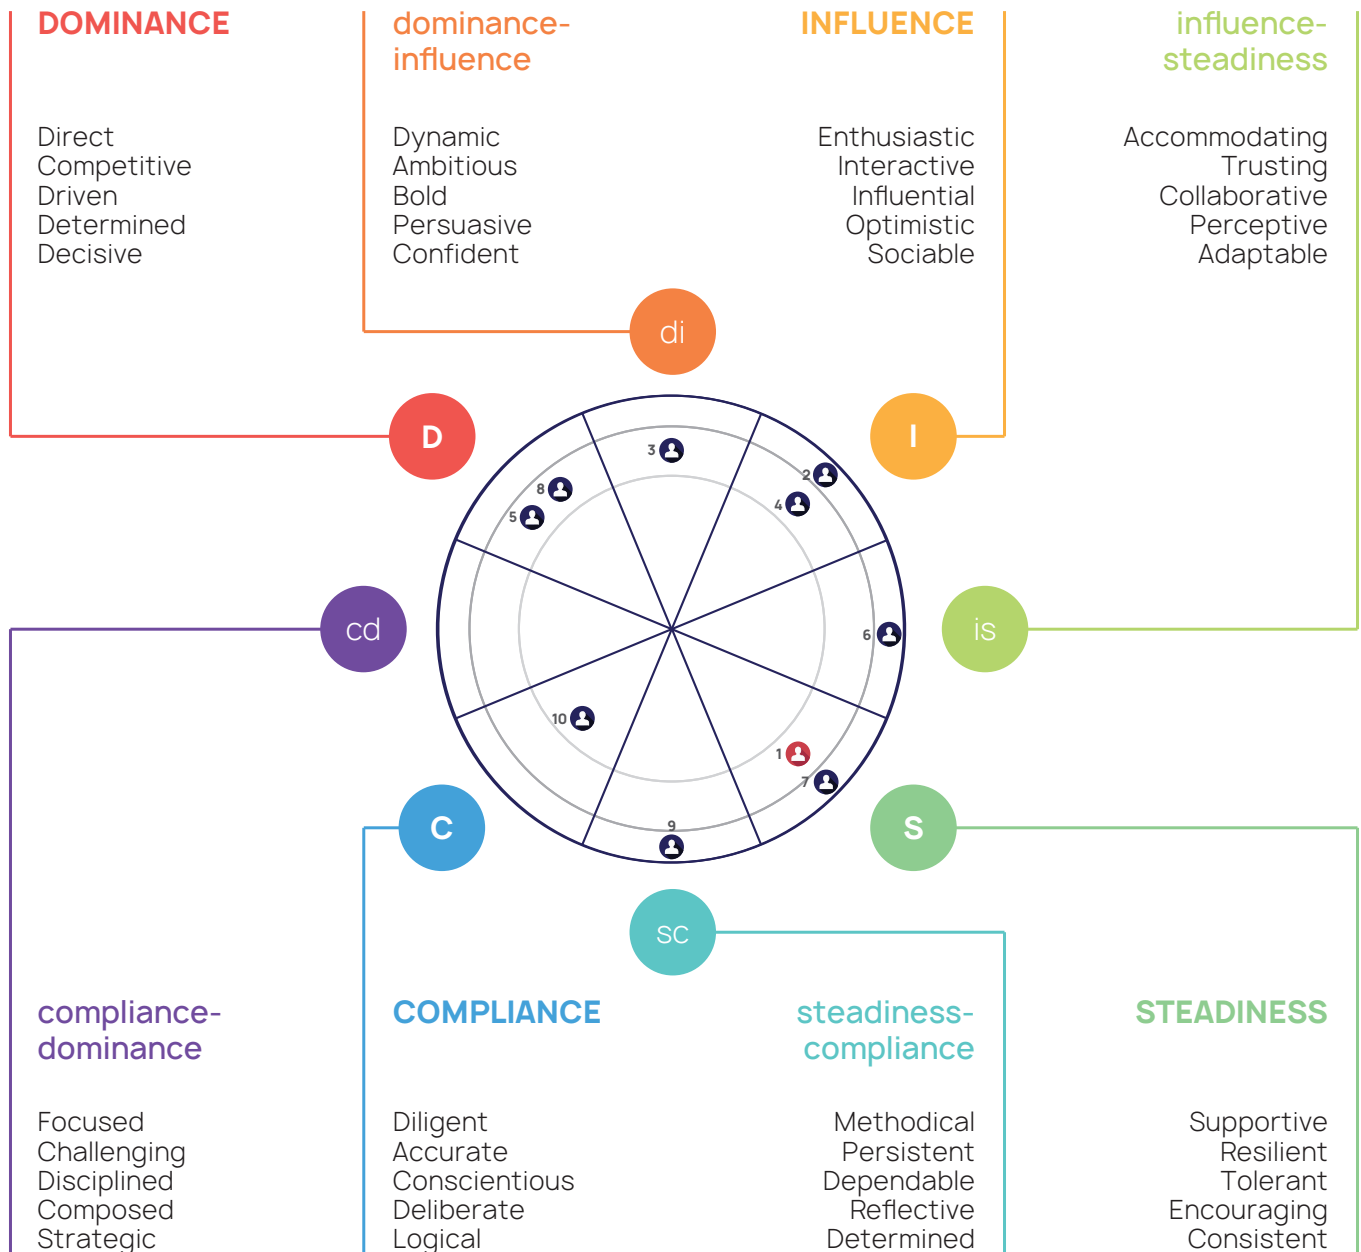 DOMINANCE
Direct
Competitive
Driven
Determined
Decisive
dominance-
influence
Dynamic
Ambitious
Bold
Persuasive
Confident
INFLUENCE
Enthusiastic
Interactive
Influential
Optimistic
Sociable
influence-
steadiness
Accommodating
Trusting
Collaborative
Perceptive
Adaptable
di
D
I
3
2
8
4
5
cd
6
is
10
1
7
9
C
S
sc
compliance-
dominance
Focused
Challenging
Disciplined
Composed
Strategic
COMPLIANCE
Diligent
Accurate
Conscientious
Deliberate
Logical
steadiness-
compliance
Methodical
Persistent
Dependable
Reflective
Determined
STEADINESS
Supportive
Resilient
Tolerant
Encouraging
Consistent